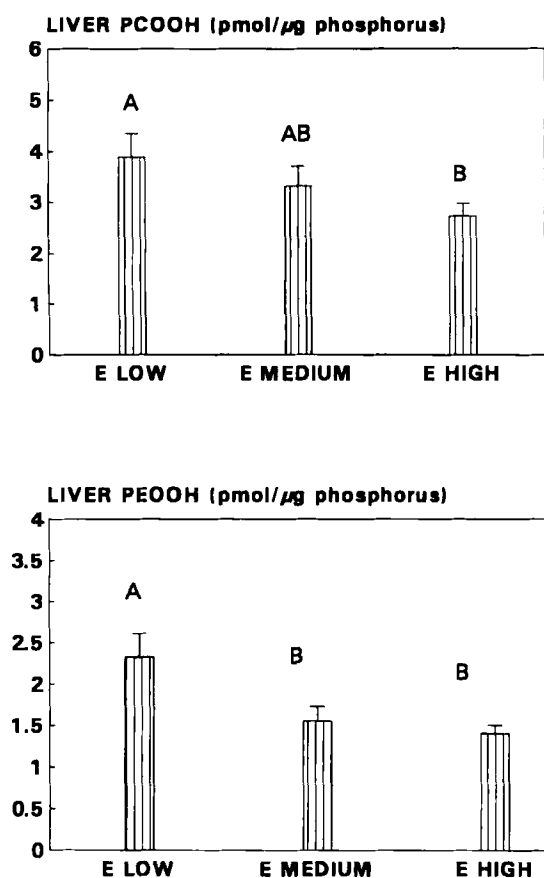 LIVER PCOOH (pmol/µg phosphorus)
6
5
4
3
2
1
0
A
AB
B
E LOW E MEDIUM E HIGH
LIVER PEOOH (pmol/µg phosphorus)
4
3.5
3
2.5
2
1.5
1
0.5
0
A
B
B
E LOW E MEDIUM E HIGH